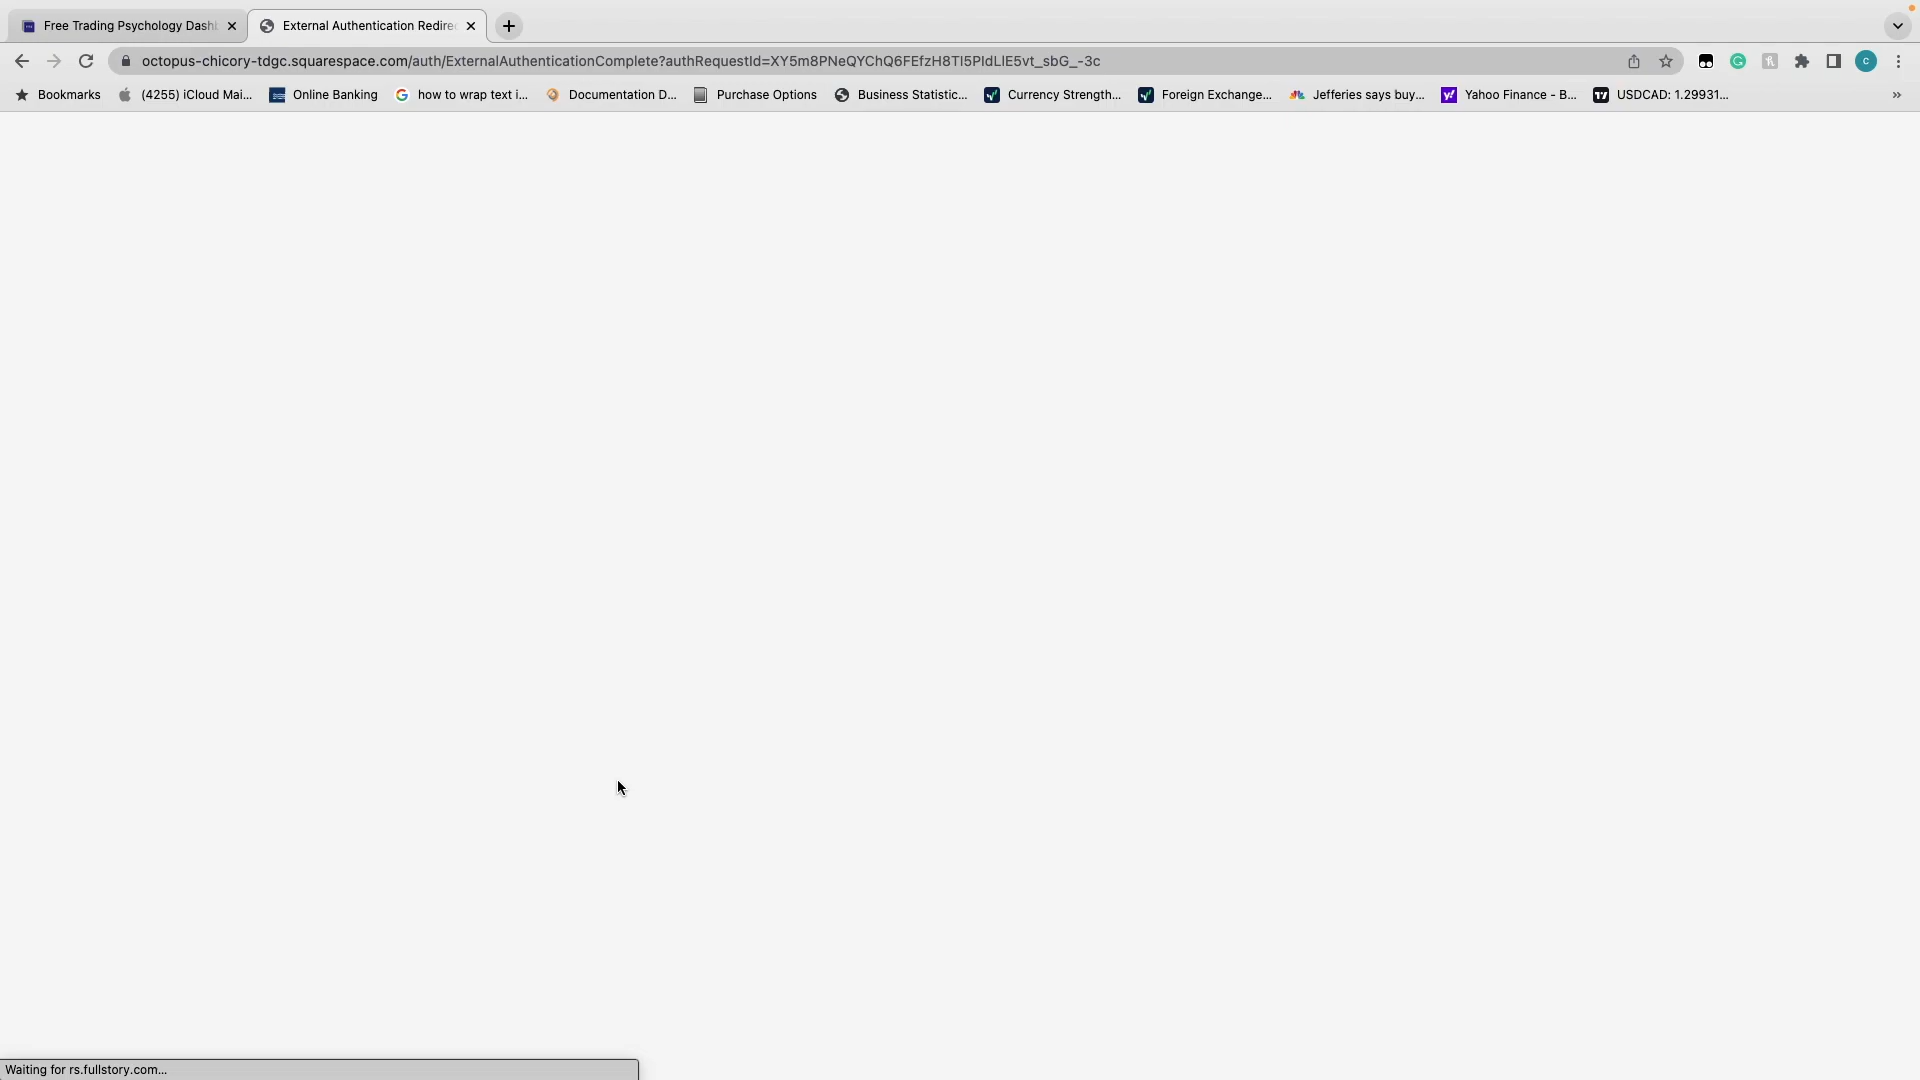 Free Trading Psychology Dashb
External Authentication Redire
octopus-chicory-tdgc.squarespace.com/auth/ExternalAuthenticationComplete?authRequestId=XY5m8PNeQYChQ6FEfzH8Tl5PIdLlE5vt_sbG_-3c
c
Bookmarks
(4255) iCloud Mai...
Online Banking
how to wrap text i...
Documentation D...
Purchase Options
Business Statistic...
Currency Strength...
Foreign Exchange...
Jefferies says buy...
Yahoo Finance - B...
USDCAD: 1.29931...
Waiting for rs.fullstory.com...